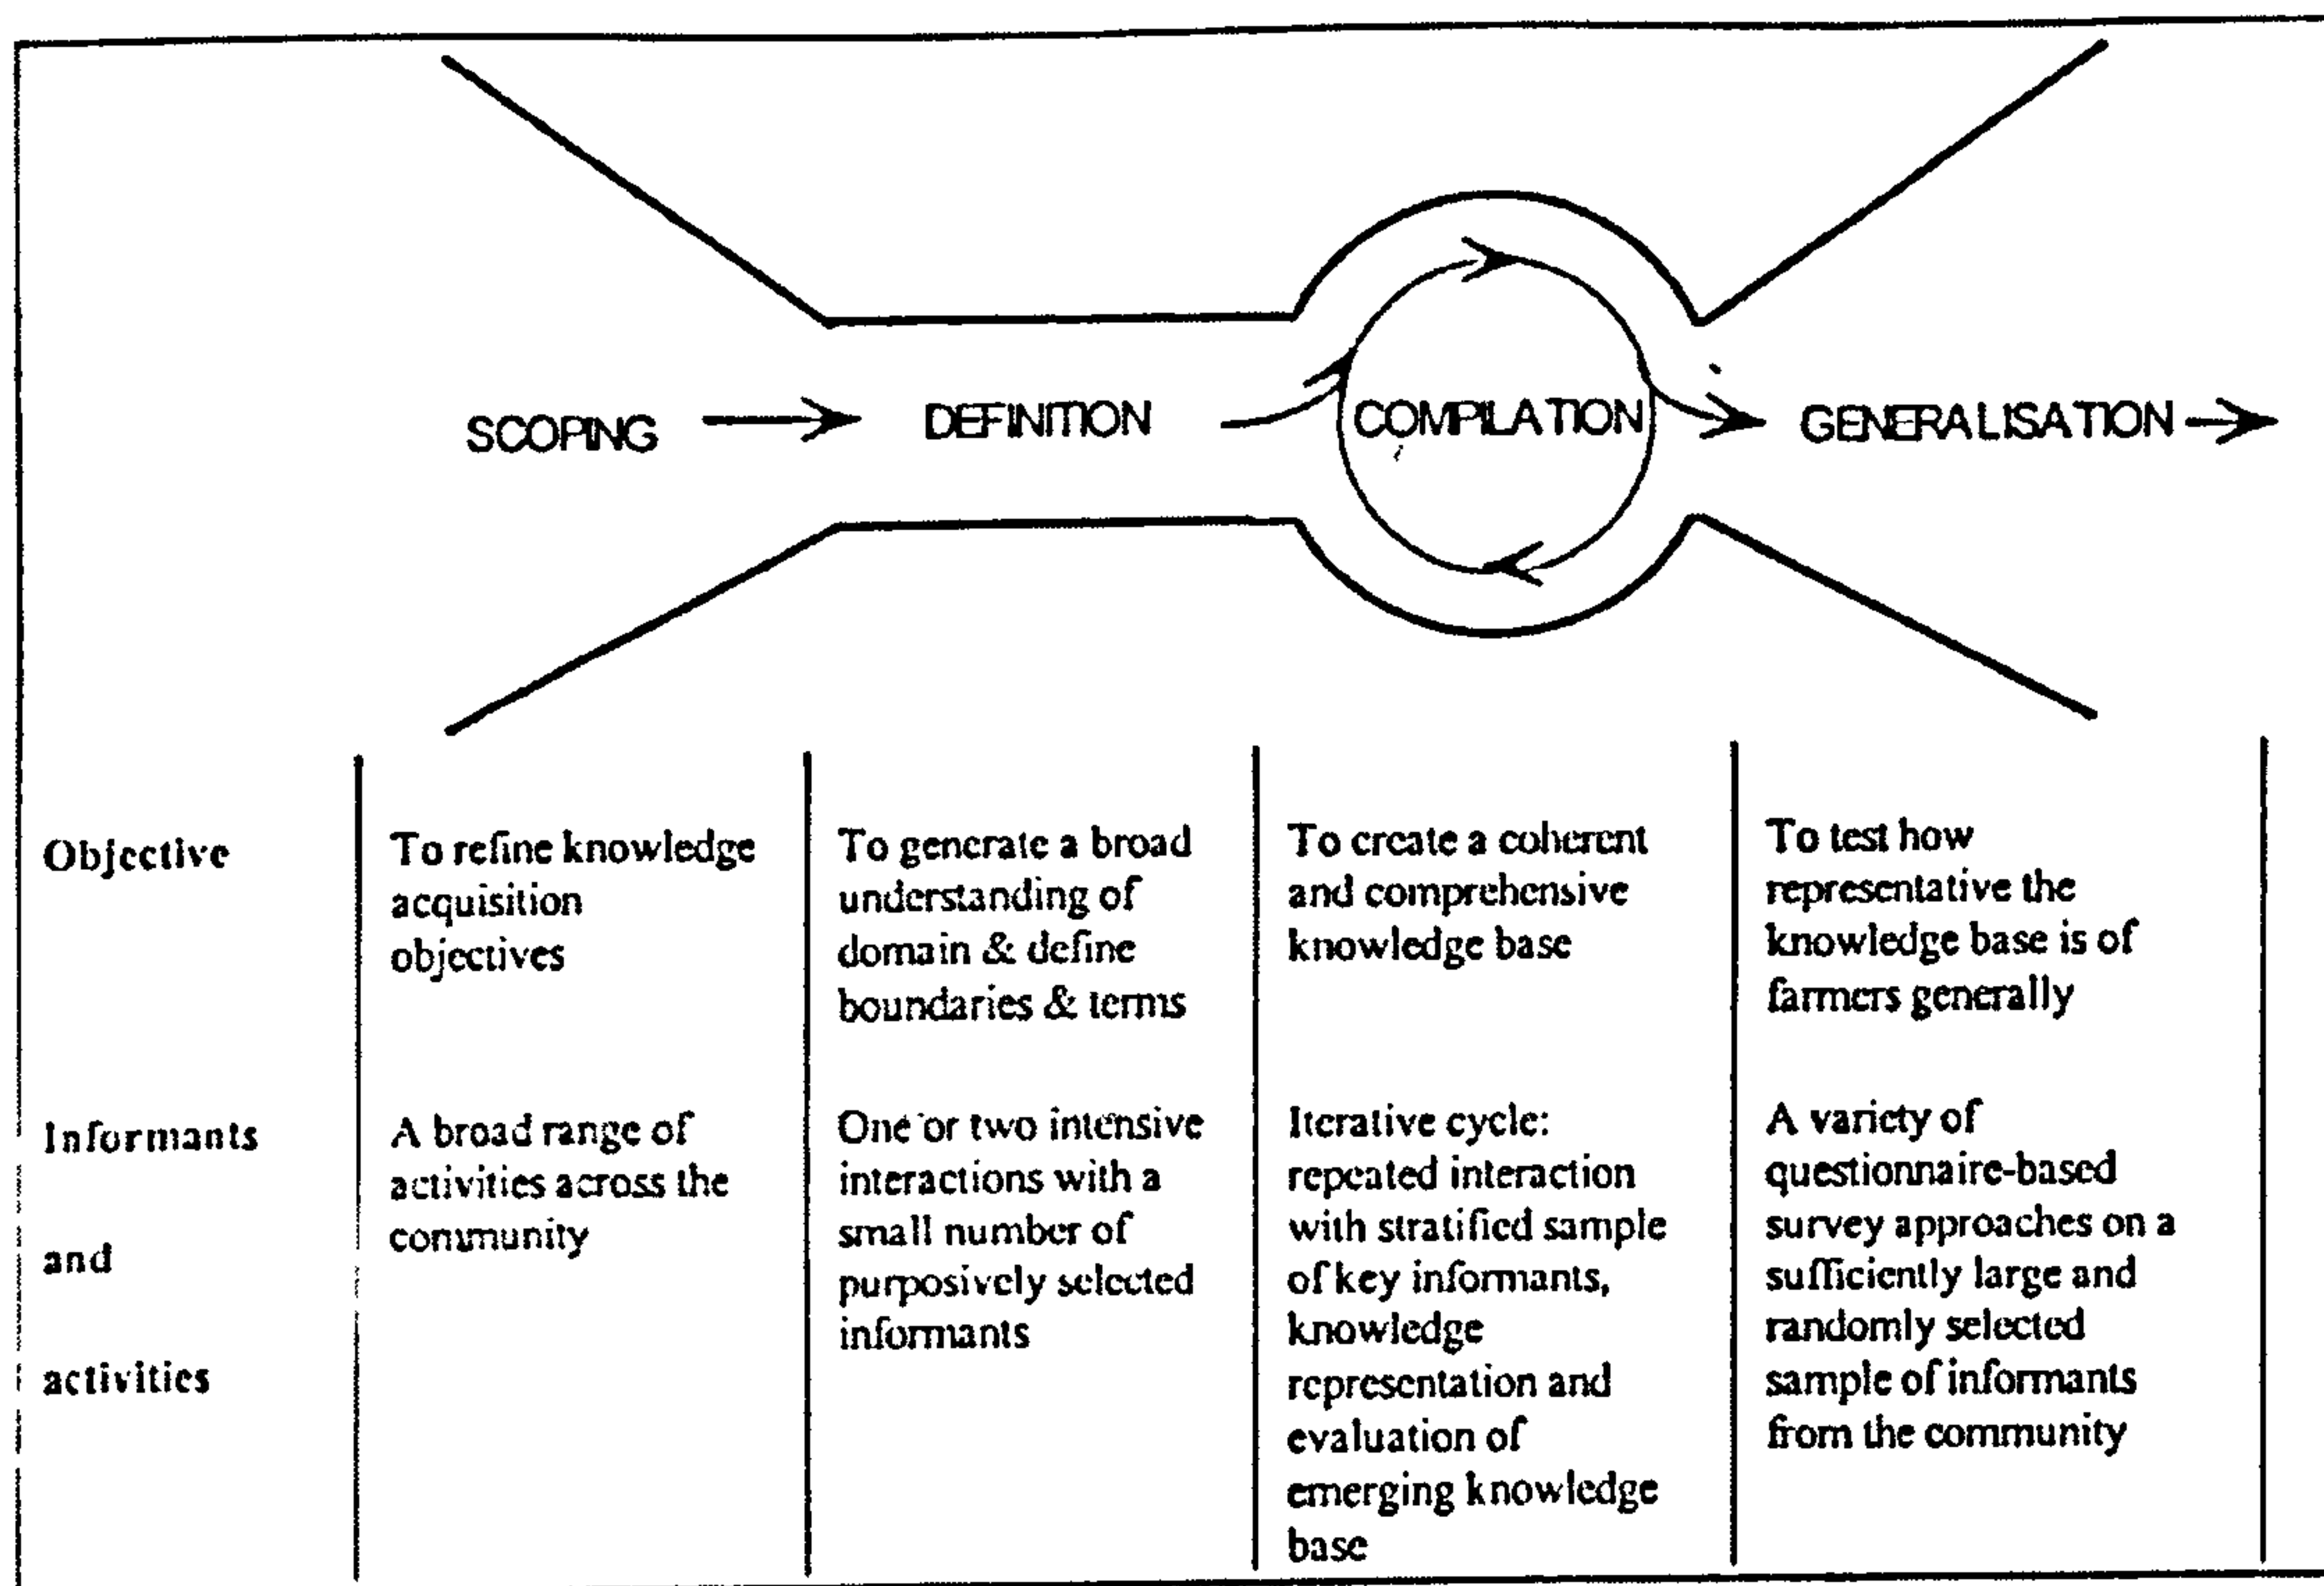 SCOPING
DEFINITION
COMPILATION
GENERALISATION
Objective
To refine knowledge
acquisition
objectives
To generate a broad
understanding of
domain & define
boundaries & terms
To create a coherent
and comprehensive
knowledge base
To test how
representative the
knowledge base is of
farmers generally
Informants
and
activities
A broad range of
activities across the
community
One or two intensive
interactions with a
small number of
purposively selected
informants
Iterative cycle:
repeated interaction
with stratified sample
of key informants,
knowledge
representation and
evaluation of
emerging knowledge
base
A variety of
questionnaire-based
survey approaches on a
sufficiently large and
randomly selected
sample of informants
from the community